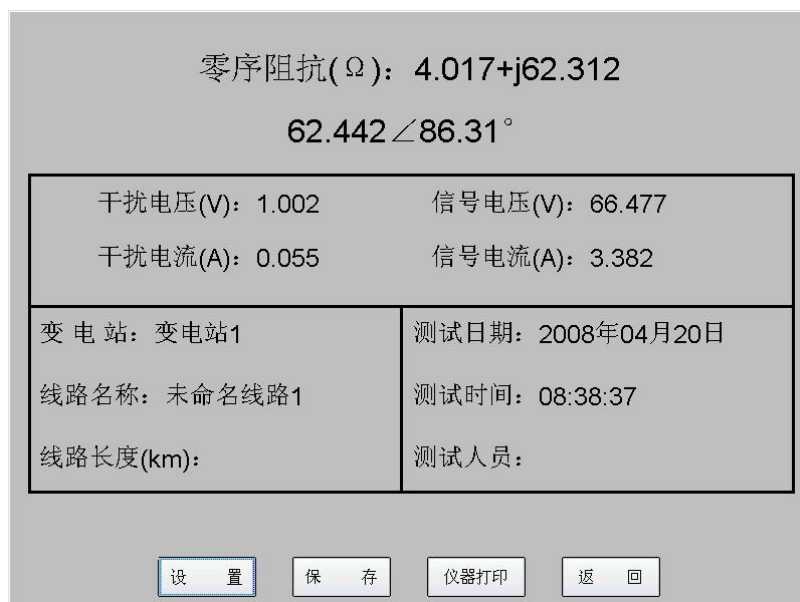 零序阻抗(Ω)：4.017+j62.312
62.442∠86.31°
干扰电压(V)：1.002
信号电压(V)：66.477
干扰电流(A)：0.055
信号电流(A)：3.382
变 电 站：变电站1
测试日期：2008年04月20日
线路名称：未命名线路1
测试时间：08:38:37
线路长度(km)：
测试人员：
设 置
保 存
仪器打印
返 回